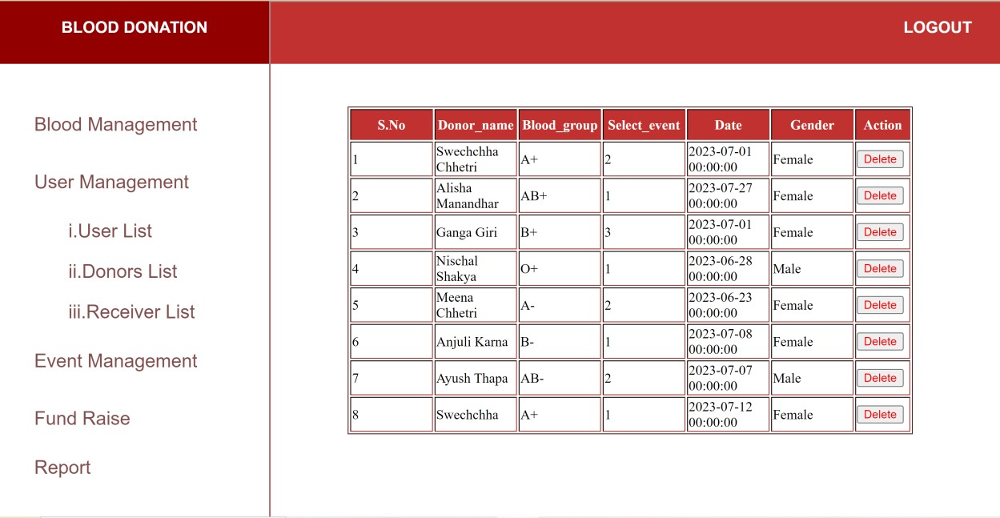 BLOOD DONATION
LOGOUT
Blood Management
User Management
i.User List
ii.Donors List
iii.Receiver List
Event Management
Fund Raise
Report
S.No Donor_name Blood_group Select_event Date Gender Action
1 Swechchha Chhetri A+ 2 2023-07-01 00:00:00 Female Delete
2 Alisha Manandhar AB+ 1 2023-07-27 00:00:00 Female Delete
3 Ganga Giri B+ 3 2023-07-01 00:00:00 Female Delete
4 Nischal Shakya O+ 1 2023-06-28 00:00:00 Male Delete
5 Meena Chhetri A- 2 2023-06-23 00:00:00 Female Delete
6 Anjuli Karna B- 1 2023-07-08 00:00:00 Female Delete
7 Ayush Thapa AB- 2 2023-07-07 00:00:00 Male Delete
8 Swechchha A+ 1 2023-07-12 00:00:00 Female Delete